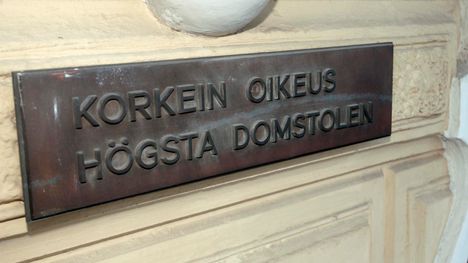 KORKEIN OIKEUS
HÖGSTA DOMSTOLEN